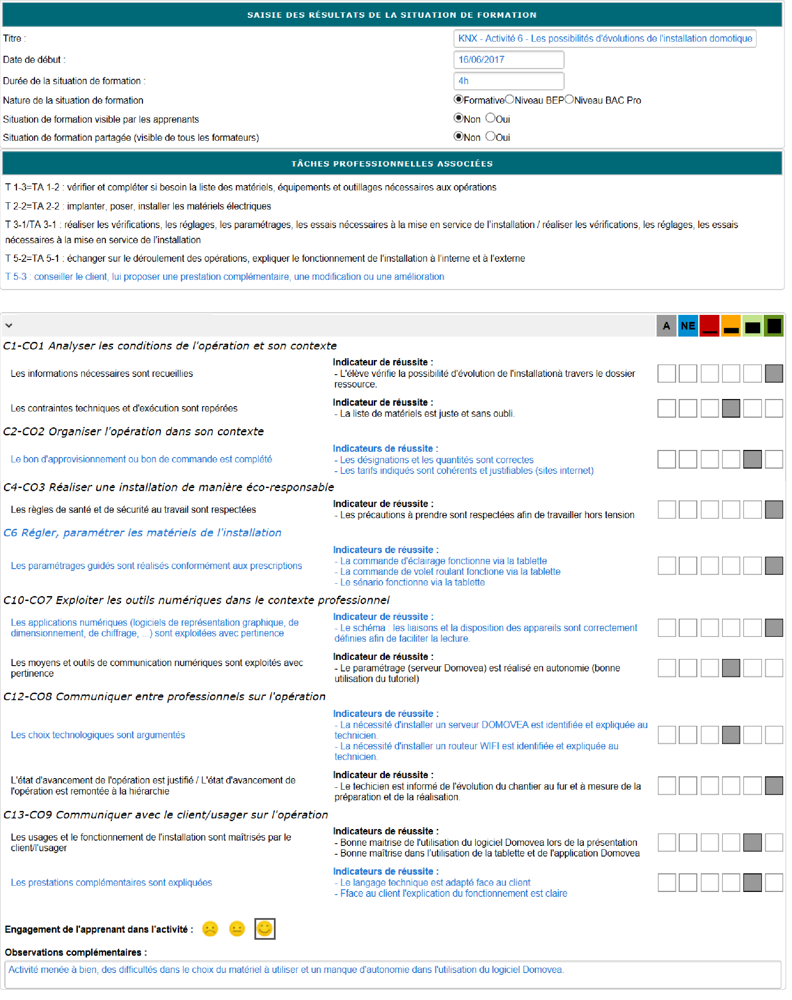 SAISIE DES RÉSULTATS DE LA SITUATION DE FORMATION
Titre :
KNX - Activité 6 - Les possibilités d'évolutions de l'installation domotique
Date de début :
16/06/2017
Durée de la situation de formation :
4h
Nature de la situation de formation
Formative Niveau BEP Niveau BAC Pro
Situation de formation visible par les apprenants
Non Oui
Situation de formation partagée (visible de tous les formateurs)
Non Oui
TÂCHES PROFESSIONNELLES ASSOCIÉES
T 1-3=TA 1-2 : vérifier et compléter si besoin la liste des matériels, équipements et outillages nécessaires aux opérations
T 2-2=TA 2-2 : implanter, poser, installer les matériels électriques
T 3-1/TA 3-1 : réaliser les vérifications, les réglages, les paramétrages, les essais nécessaires à la mise en service de l'installation / réaliser les vérifications, les réglages, les essais
nécessaires à la mise en service de l'installation
T 5-2=TA 5-1 : échanger sur le déroulement des opérations, expliquer le fonctionnement de l'installation à l'interne et à l'externe
T 5-3 : conseiller le client, lui proposer une prestation complémentaire, une modification ou une amélioration
A NE
C1-CO1 Analyser les conditions de l'opération et son contexte
Les informations nécessaires sont recueillies
Indicateur de réussite :
- L'élève vérifie la possibilité d'évolution de l'installationà travers le dossier
ressource.
Les contraintes techniques et d'exécution sont repérées
Indicateur de réussite :
- La liste de matériels est juste et sans oubli.
C2-CO2 Organiser l'opération dans son contexte
Le bon d'approvisionnement ou bon de commande est complété
Indicateurs de réussite :
- Les désignations et les quantités sont correctes
- Les tarifs indiqués sont cohérents et justifiables (sites internet)
C4-CO3 Réaliser une installation de manière éco-responsable
Les règles de santé et de sécurité au travail sont respectées
Indicateur de réussite :
- Les précautions à prendre sont respectées afin de travailler hors tension
C6 Régler, paramétrer les matériels de l'installation
Les paramétrages guidés sont réalisés conformément aux prescriptions
Indicateurs de réussite :
- La commande d'éclairage fonctionne via la tablette
- La commande de volet roulant fonctione via la tablette
- Le sénario fonctionne via la tablette
C10-CO7 Exploiter les outils numériques dans le contexte professionnel
Les applications numériques (logiciels de représentation graphique, de
dimensionnement, de chiffrage, ...) sont exploitées avec pertinence
Indicateur de réussite :
- Le schéma : les liaisons et la disposition des appareils sont correctement
définies afin de faciliter la lecture.
Les moyens et outils de communication numériques sont exploités avec
pertinence
Indicateur de réussite :
- Le paramétrage (serveur Domovea) est réalisé en autonomie (bonne
utilisation du tutoriel)
C12-CO8 Communiquer entre professionnels sur l'opération
Les choix technologiques sont argumentés
Indicateurs de réussite :
- La nécessité d'installer un serveur DOMOVEA est identifiée et expliquée au
technicien.
- La nécessité d'installer un routeur WIFI est identifiée et expliquée au
technicien.
L'état d'avancement de l'opération est justifié / L'état d'avancement de
l'opération est remontée à la hiérarchie
Indicateur de réussite :
- Le techicien est informé de l'évolution du chantier au fur et à mesure de la
préparation et de la réalisation.
C13-CO9 Communiquer avec le client/usager sur l'opération
Les usages et le fonctionnement de l'installation sont maîtrisés par le
client/l'usager
Indicateurs de réussite :
- Bonne maitrise de l'utilisation du logiciel Domovea lors de la présentation
- Bonne maîtrise dans l'utilisation de la tablette et de l'application Domovea
Les prestations complémentaires sont expliquées
Indicateurs de réussite :
- Le langage technique est adapté face au client
- Fface au client l'explication du fonctionnement est claire
Engagement de l'apprenant dans l'activité :
Observations complémentaires :
Activité menée à bien, des difficultés dans le choix du matériel à utiliser et un manque d'autonomie dans l'utilisation du logiciel Domovea.